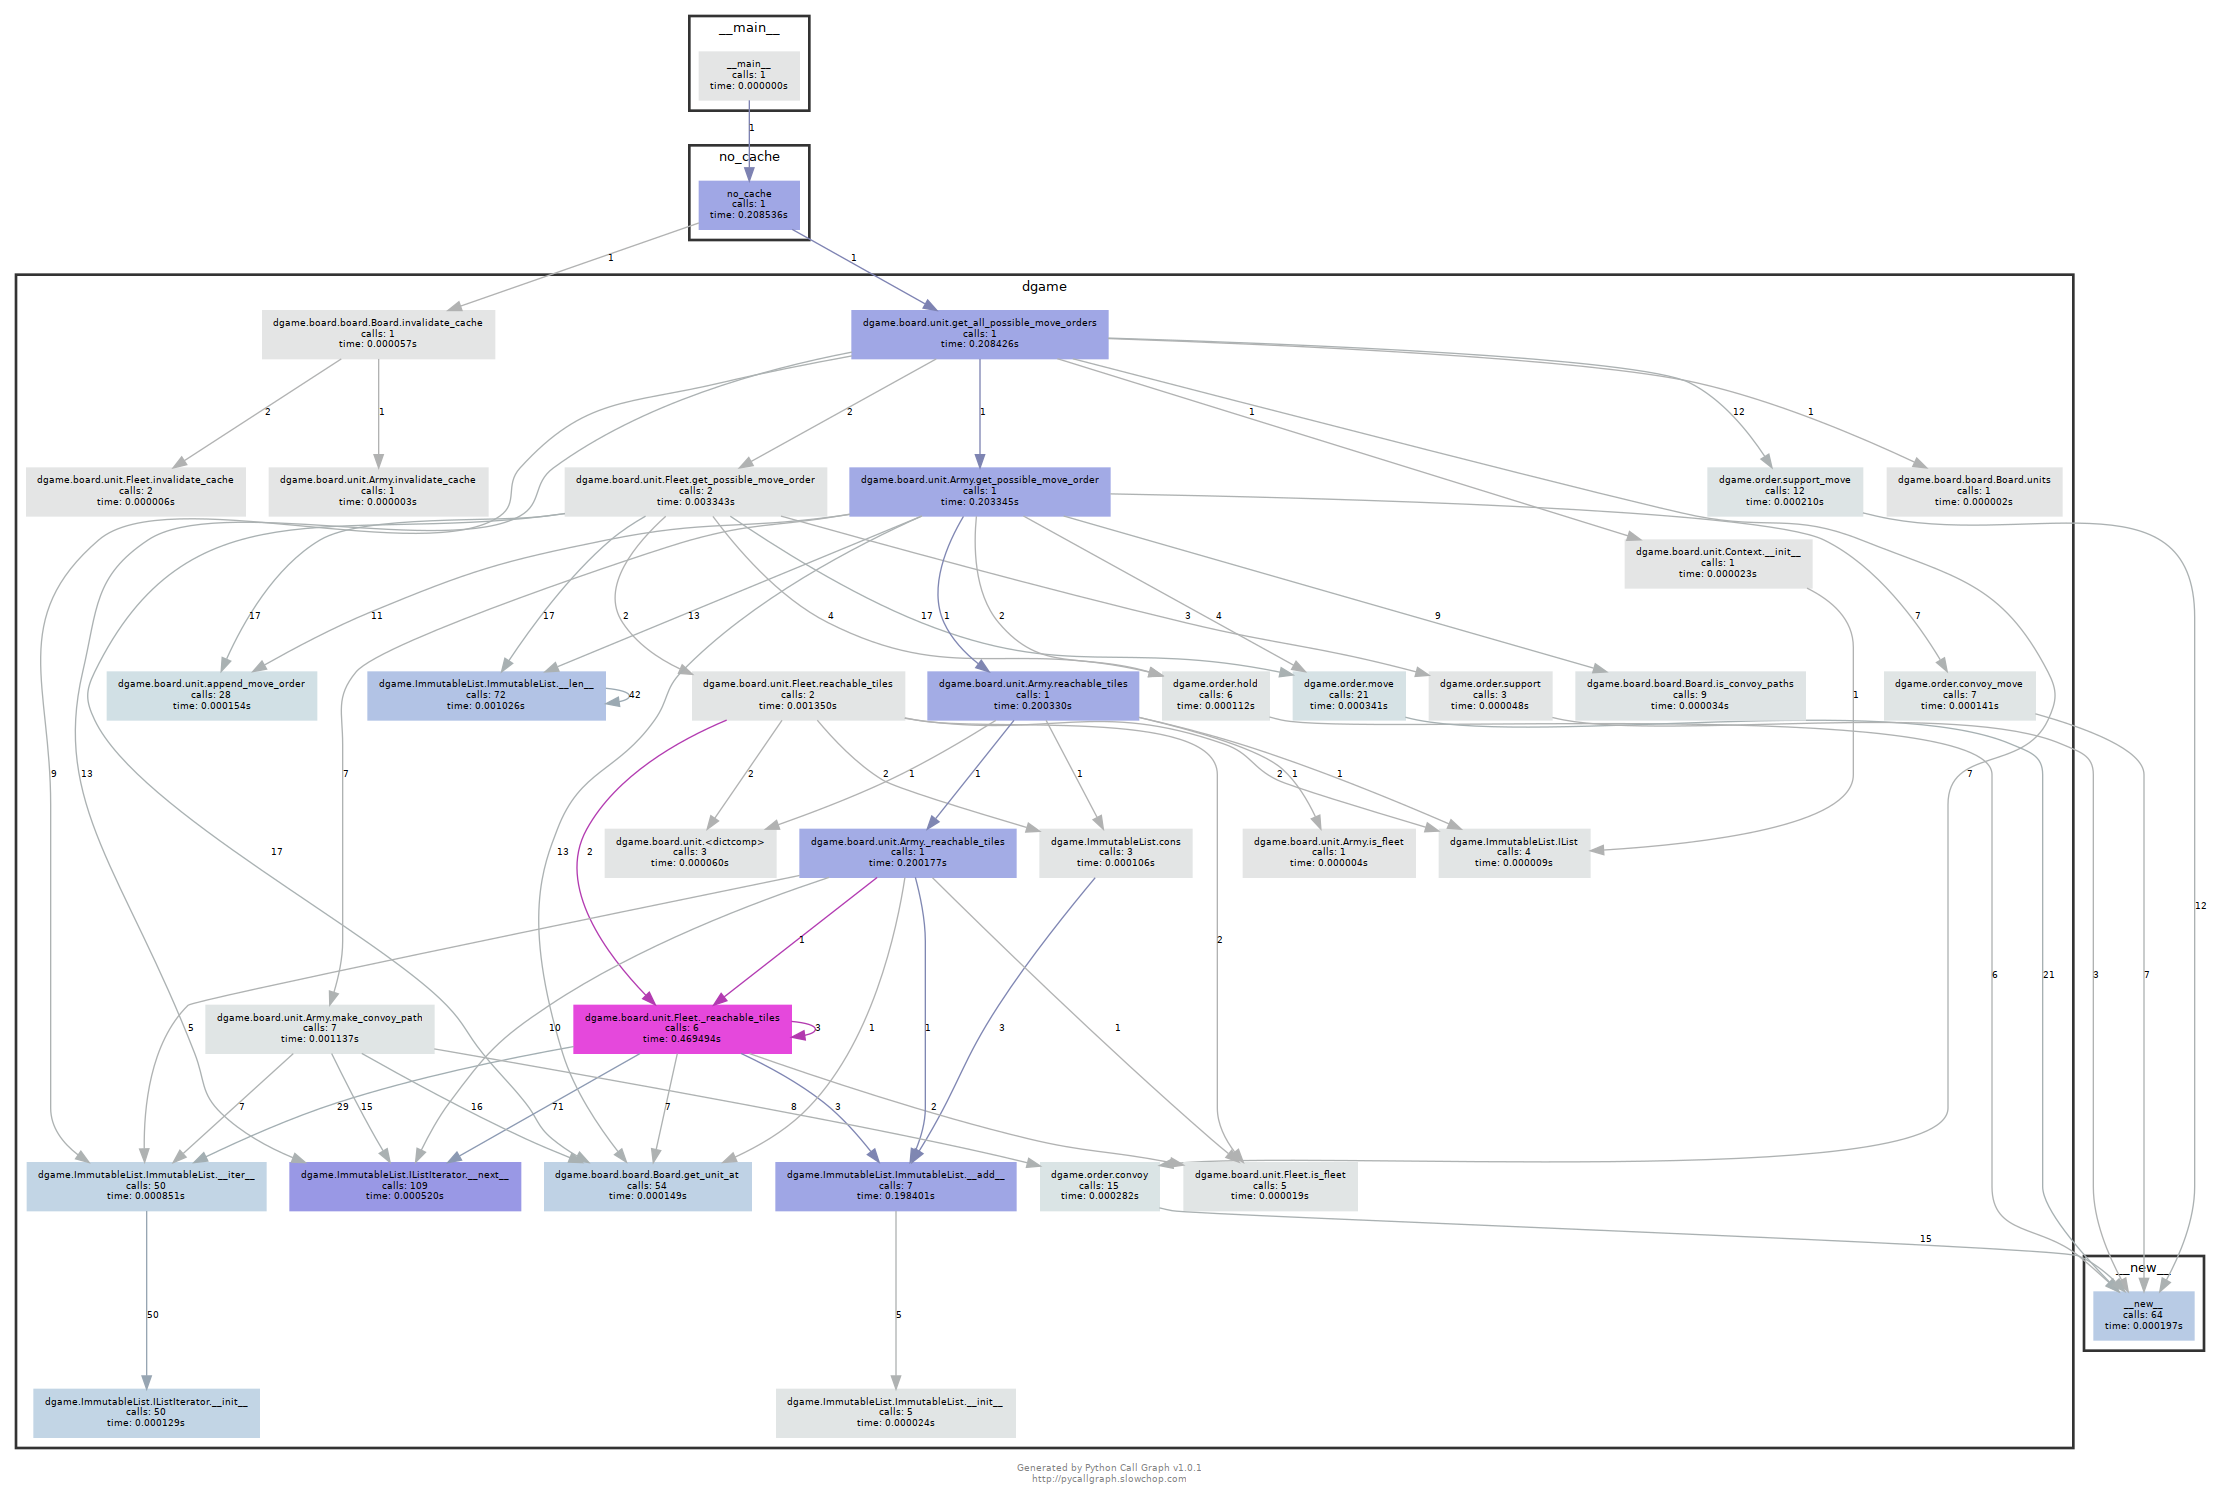 __main__
__main__
calls: 1
time: 0.000000s
1
no_cache
no_cache
calls: 1
time: 0.208536s
1
1
dgame
dgame.board.board.Board.invalidate_cache
calls: 1
time: 0.000057s
dgame.board.unit.get_all_possible_move_orders
calls: 1
time: 0.208426s
2
1
2
1
1
12
1
dgame.board.unit.Fleet.invalidate_cache
calls: 2
time: 0.000006s
dgame.board.unit.Army.invalidate_cache
calls: 1
time: 0.000003s
dgame.board.unit.Fleet.get_possible_move_order
calls: 2
time: 0.003343s
dgame.board.unit.Army.get_possible_move_order
calls: 1
time: 0.203345s
dgame.order.support_move
calls: 12
time: 0.000210s
dgame.board.board.Board.units
calls: 1
time: 0.000002s
dgame.board.unit.Context.__init__
calls: 1
time: 0.000023s
17
11
17
2
13
4
17
1
2
3
4
9
7
dgame.board.unit.append_move_order
calls: 28
time: 0.000154s
dgame.ImmutableList.ImmutableList.__len__
calls: 72
time: 0.001026s
42
dgame.board.unit.Fleet.reachable_tiles
calls: 2
time: 0.001350s
dgame.board.unit.Army.reachable_tiles
calls: 1
time: 0.200330s
dgame.order.hold
calls: 6
time: 0.000112s
dgame.order.move
calls: 21
time: 0.000341s
dgame.order.support
calls: 3
time: 0.000048s
dgame.board.board.Board.is_convoy_paths
calls: 9
time: 0.000034s
1
dgame.order.convoy_move
calls: 7
time: 0.000141s
9
13
7
2
2
1
1
1
2
1
1
7
17
13
2
dgame.board.unit.<dictcomp>
calls: 3
time: 0.000060s
dgame.board.unit.Army._reachable_tiles
calls: 1
time: 0.200177s
dgame.ImmutableList.cons
calls: 3
time: 0.000106s
dgame.board.unit.Army.is_fleet
calls: 1
time: 0.000004s
dgame.ImmutableList.IList
calls: 4
time: 0.000009s
12
1
2
6
21
3
7
dgame.board.unit.Army.make_convoy_path
calls: 7
time: 0.001137s
5
10
dgame.board.unit.Fleet._reachable_tiles
calls: 6
time: 0.469494s
3
1
1
3
1
7
29
15
16
71
7
8
3
2
dgame.ImmutableList.ImmutableList.__iter__
calls: 50
time: 0.000851s
dgame.ImmutableList.IListIterator.__next__
calls: 109
time: 0.000520s
dgame.board.board.Board.get_unit_at
calls: 54
time: 0.000149s
dgame.ImmutableList.ImmutableList.__add__
calls: 7
time: 0.198401s
dgame.order.convoy
calls: 15
time: 0.000282s
dgame.board.unit.Fleet.is_fleet
calls: 5
time: 0.000019s
15
__new__
__new__
calls: 64
time: 0.000197s
50
5
dgame.ImmutableList.IListIterator.__init__
calls: 50
time: 0.000129s
dgame.ImmutableList.ImmutableList.__init__
calls: 5
time: 0.000024s
Generated by Python Call Graph v1.0.1
http://pycallgraph.slowchop.com